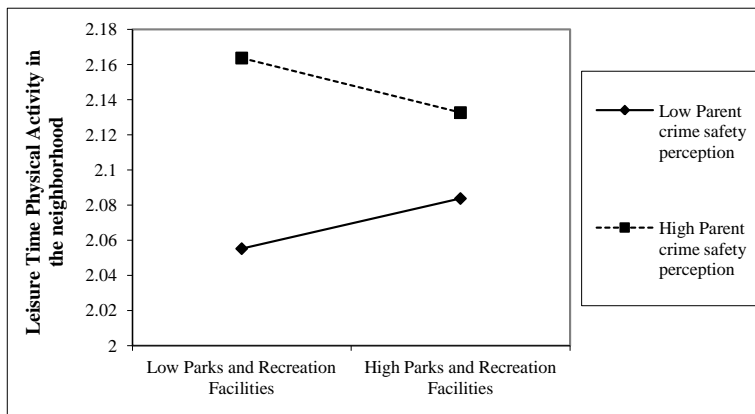 Leisure Time Physical Activity in
the neighborhood
2.18
2.16
2.14
2.12
2.1
2.08
2.06
2.04
2.02
2
Low Parks and Recreation
Facilities
High Parks and Recreation
Facilities
Low Parent
crime safety
perception
High Parent
crime safety
perception